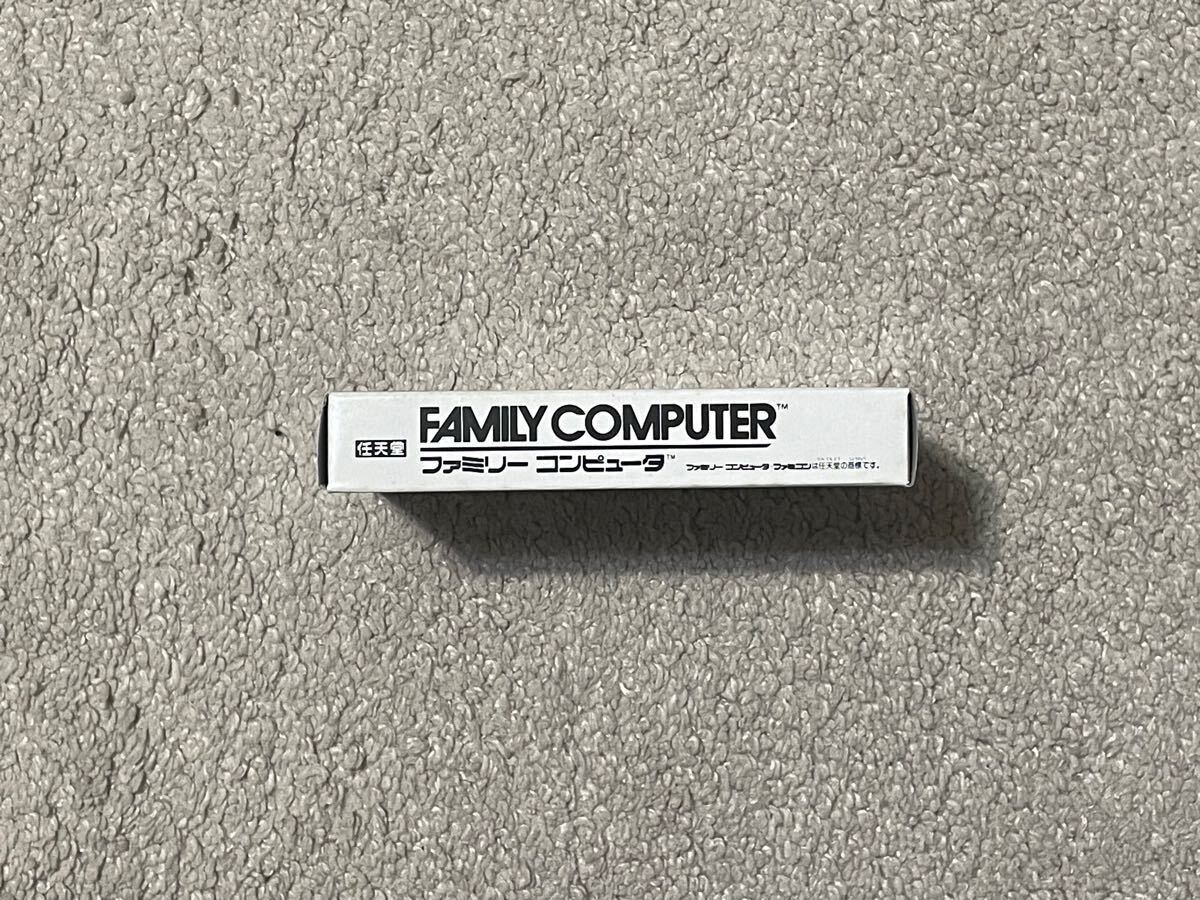 任天堂
FAMILY COMPUTER™
ファミリー コンピュータ™
ファミリー コンピュータ・ファミコンは任天堂の商標です。